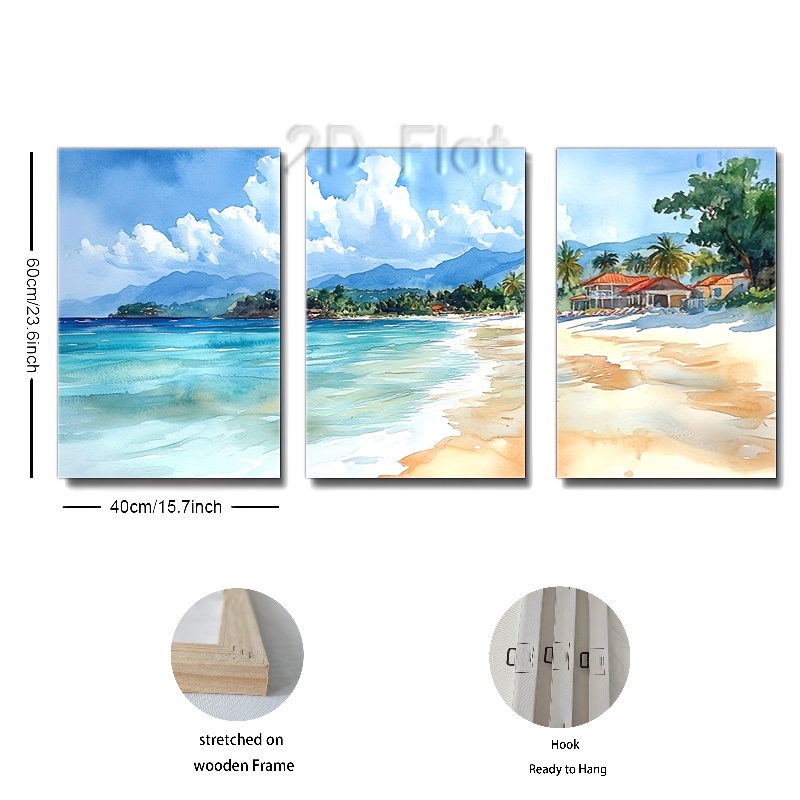 2D Flat
60cm/23.6inch
40cm/15.7inch
stretched on
wooden Frame
Hook
Ready to Hang